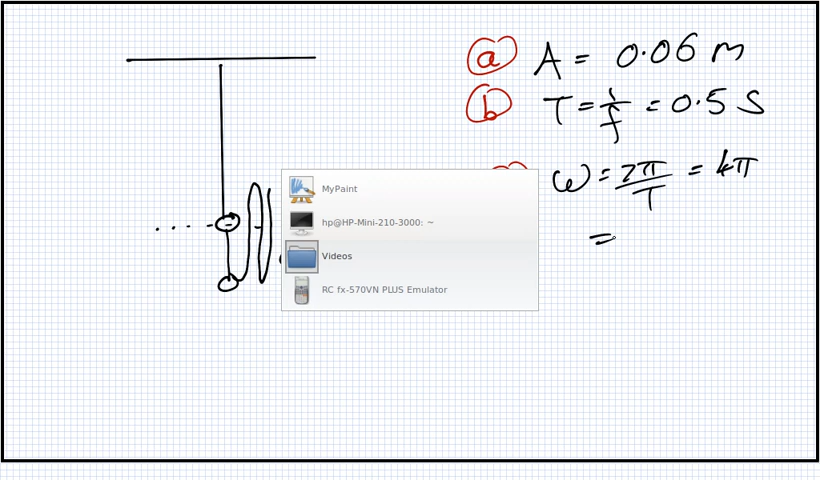 (a) A = 0.06 m
(b) T = 1/f = 0.5 s
ω = 2π/T = 4π
=
MyPaint
hp@HP-Mini-210-3000: ~
Videos
RC fx-570VN PLUS Emulator